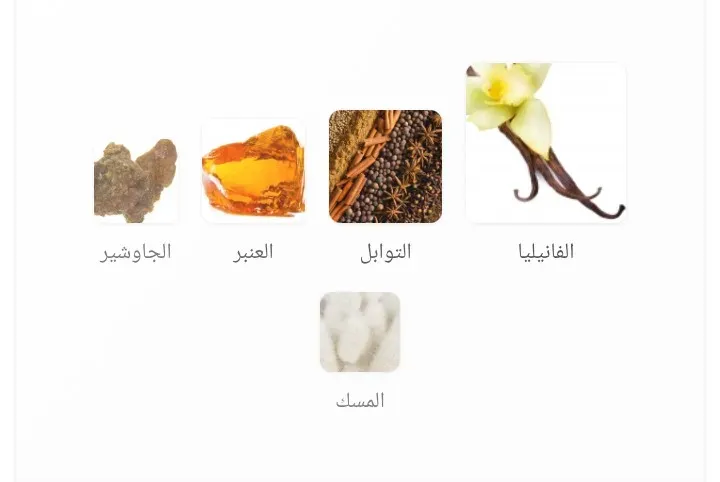 الفانيليا
التوابل
العنبر
الجاوشير
المسك